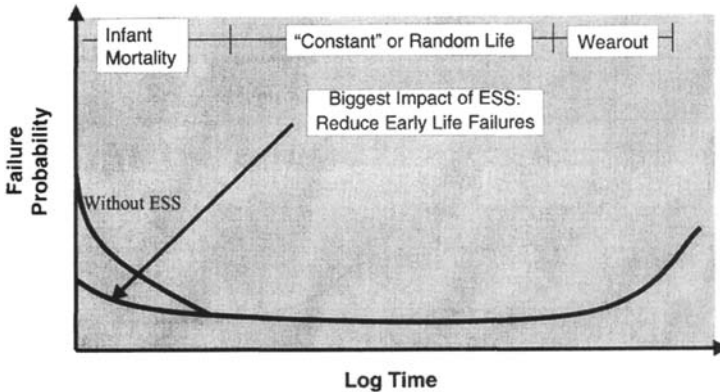 Infant
Mortality
“Constant” or Random Life
Wearout
Biggest Impact of ESS:
Reduce Early Life Failures
Failure
Probability
Without ESS
Log Time